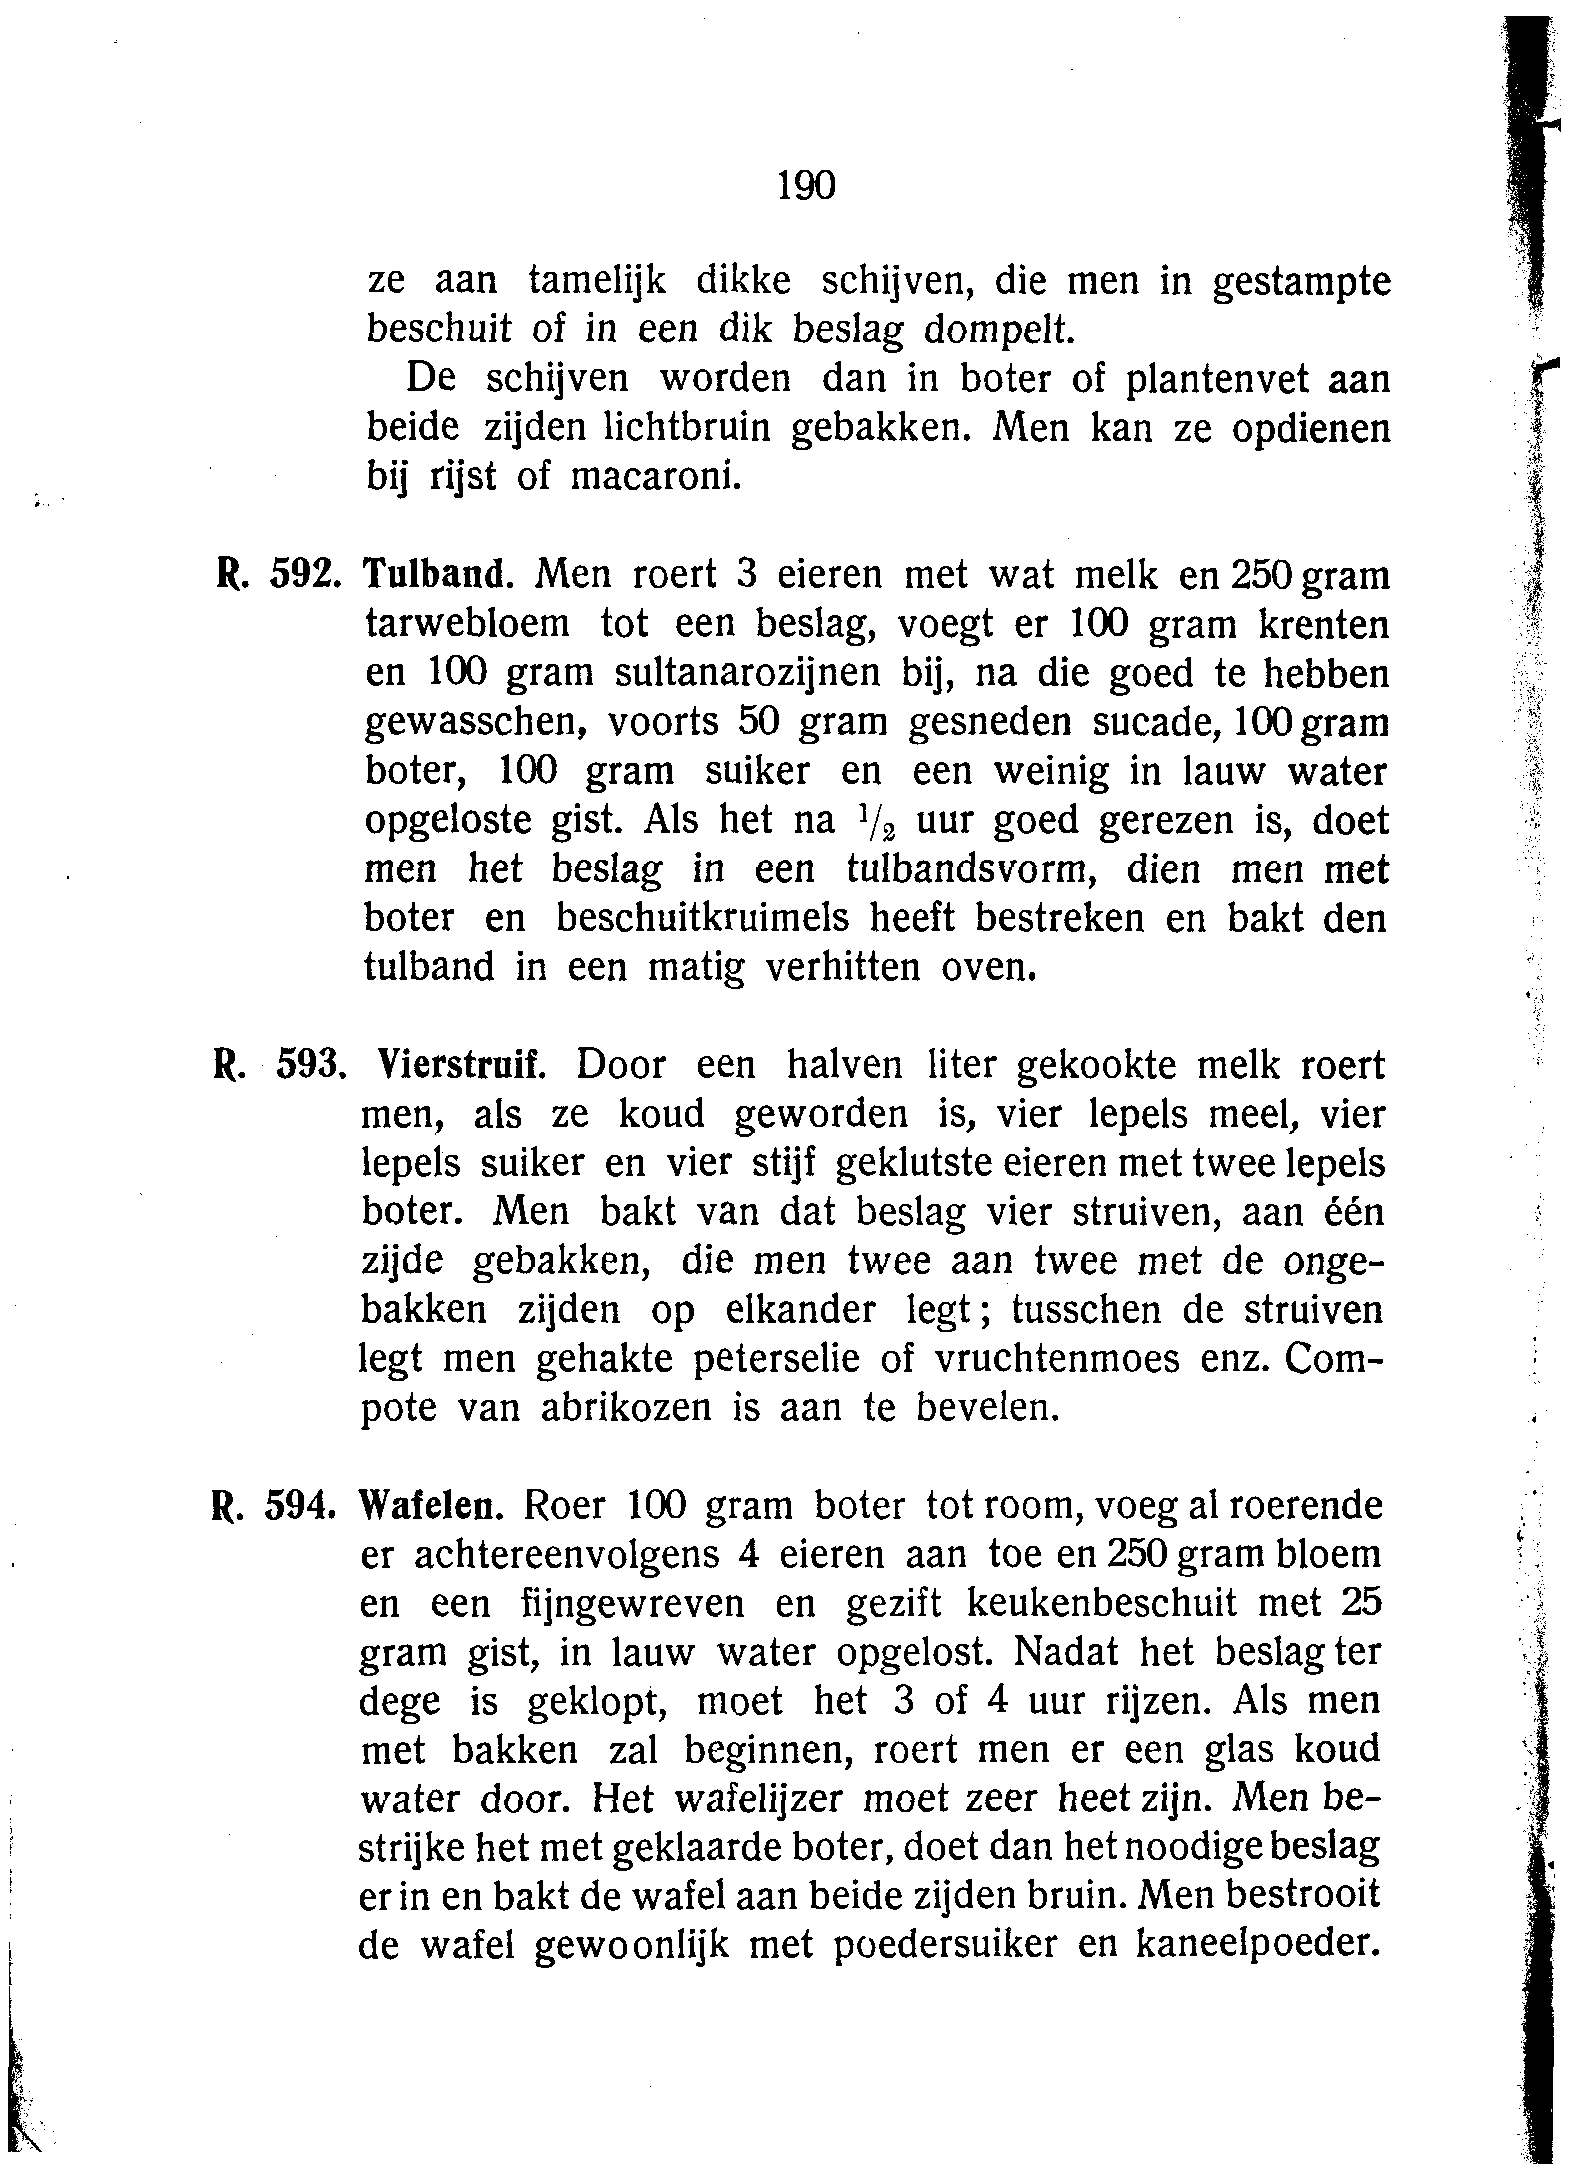 190
ze aan tamelijk dikke schijven, die men in gestampte
beschuit of in een dik beslag dompelt.
De schijven worden dan in boter of plantenvet aan
beide zijden lichtbruin gebakken. Men kan ze opdienen
bij rijst of macaroni.
R. 592. Tulband. Men roert 3 eieren met wat melk en 250 gram
tarwebloem tot een beslag, voegt er 100 gram krenten
en 100 gram sultanarozijnen bij, na die goed te hebben
gewasschen, voorts 50 gram gesneden sucade, 100 gram
boter, 100 gram suiker en een weinig in lauw water
opgeloste gist. Als het na 1/2 uur goed gerezen is, doet
men het beslag in een tulbandsvorm, dien men met
boter en beschuitkruimels heeft bestreken en bakt den
tulband in een matig verhitten oven.
R. 593. Vierstruif. Door een halven liter gekookte melk roert
men, als ze koud geworden is, vier lepels meel, vier
lepels suiker en vier stijf geklutste eieren met twee lepels
boter. Men bakt van dat beslag vier struiven, aan één
zijde gebakken, die men twee aan twee met de onge-
bakken zijden op elkander legt; tusschen de struiven
legt men gehakte peterselie of vruchtenmoes enz. Com-
pote van abrikozen is aan te bevelen.
R. 594. Wafelen. Roer 100 gram boter tot room, voeg al roerende
er achtereenvolgens 4 eieren aan toe en 250 gram bloem
en een fijngewreven en gezift keukenbeschuit met 25
gram gist, in lauw water opgelost. Nadat het beslag ter
dege is geklopt, moet het 3 of 4 uur rijzen. Als men
met bakken zal beginnen, roert men er een glas koud
water door. Het wafelijzer moet zeer heet zijn. Men be-
strijke het met geklaarde boter, doet dan het noodige beslag
er in en bakt de wafel aan beide zijden bruin. Men bestrooit
de wafel gewoonlijk met poedersuiker en kaneelpoeder.